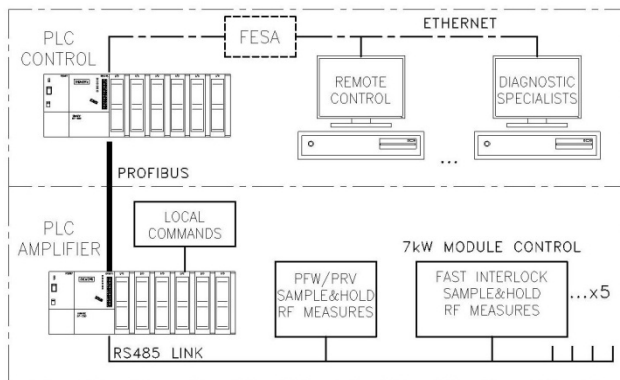 ETHERNET
PLC
CONTROL
FESA
REMOTE
CONTROL
DIAGNOSTIC
SPECIALISTS
...
PROFIBUS
PLC
AMPLIFIER
LOCAL
COMMANDS
7kW MODULE CONTROL
PFW/PRV
SAMPLE&HOLD
RF MEASURES
FAST INTERLOCK
SAMPLE&HOLD
RF MEASURES
...x5
RS485 LINK